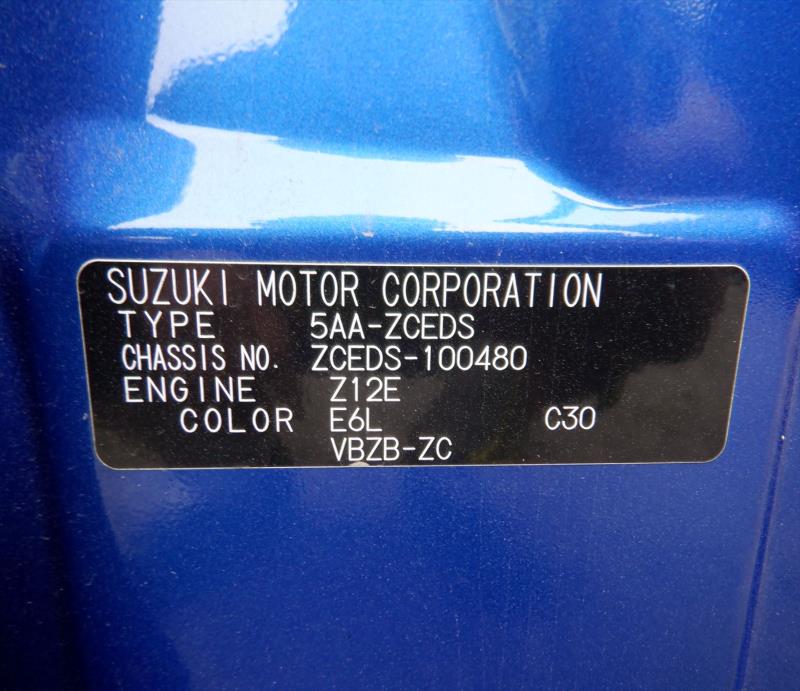 SUZUKI MOTOR CORPORATION
TYPE 5AA-ZCEDS
CHASSIS NO. ZCEDS-100480
ENGINE Z12E
COLOR E6L C30
VBZB-ZC